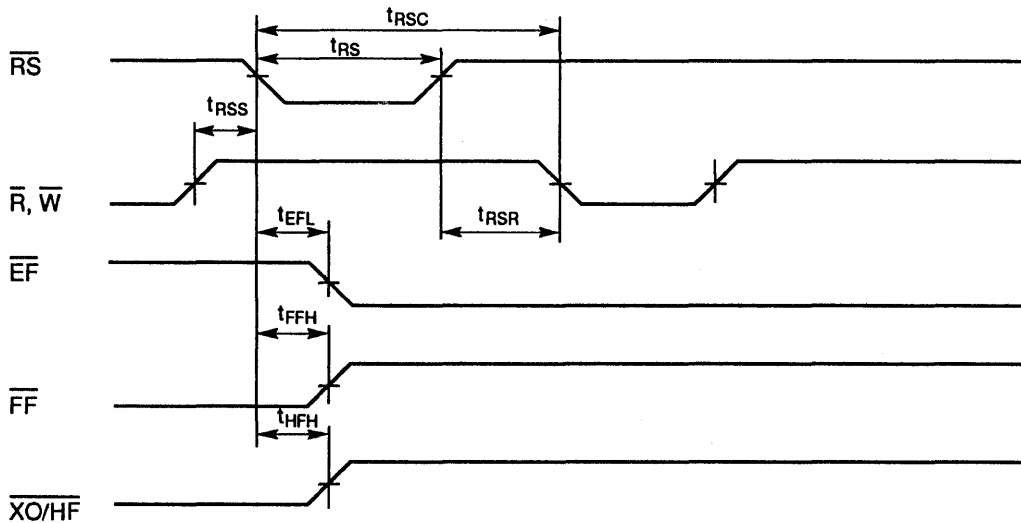 tRSC
RS
tRS
tRSS
R, W
tEFL
tRSR
EF
tFFH
FF
tHFH
XO/HF